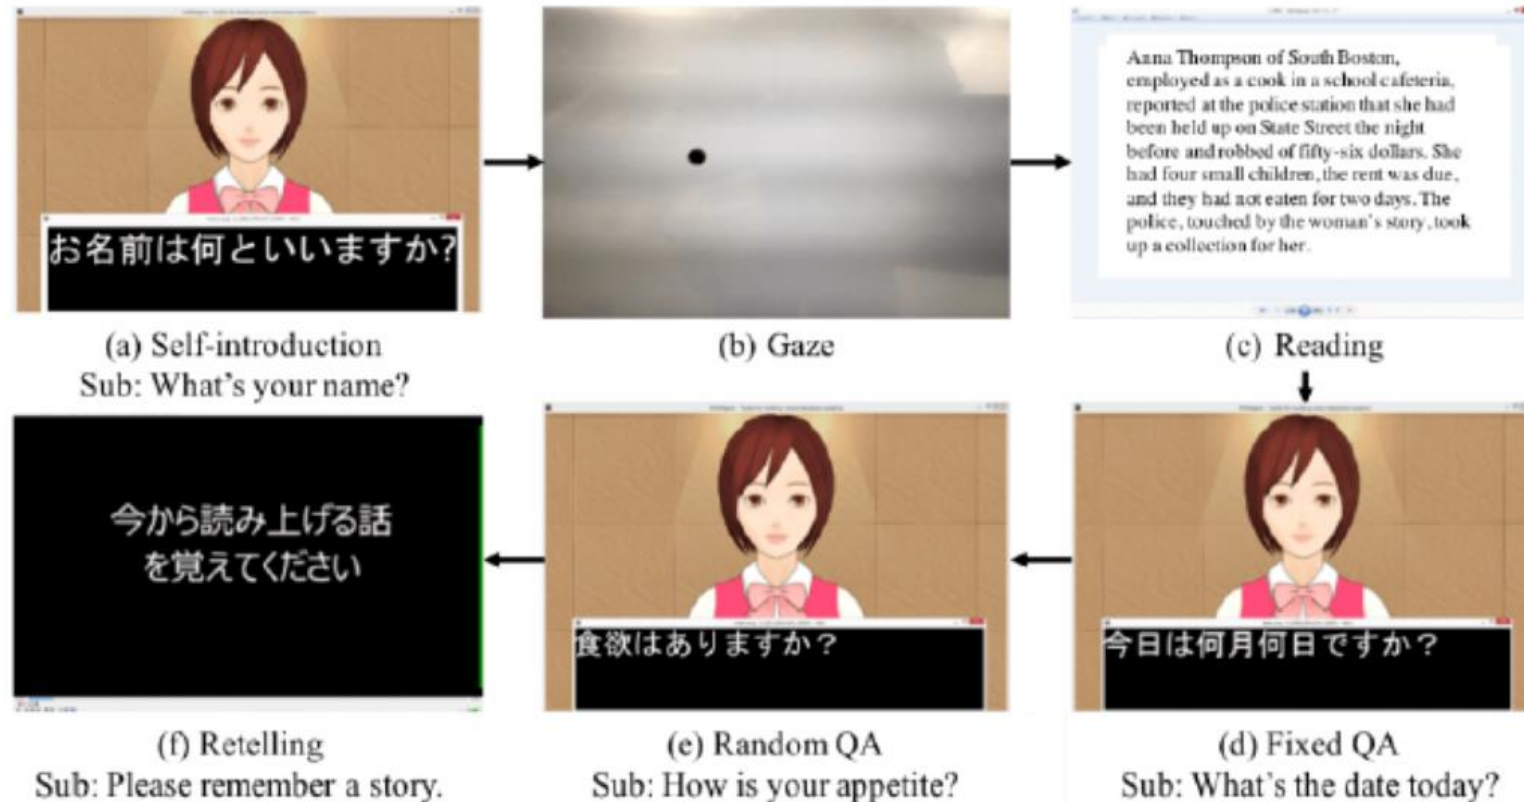 お名前は何といいますか?
(a) Self-introduction
Sub: What's your name?
(b) Gaze
Anna Thompson of South Boston,
employed as a cook in a school cafeteria,
reported at the police station that she had
been held up on State Street the night
before and robbed of fifty-six dollars. She
had four small children, the rent was due,
and they had not eaten for two days. The
police, touched by the woman's story, took
up a collection for her.
(c) Reading
今日は何月何日ですか?
(d) Fixed QA
Sub: What's the date today?
食欲はありますか?
(e) Random QA
Sub: How is your appetite?
今から読み上げる話
を覚えてください
(f) Retelling
Sub: Please remember a story.